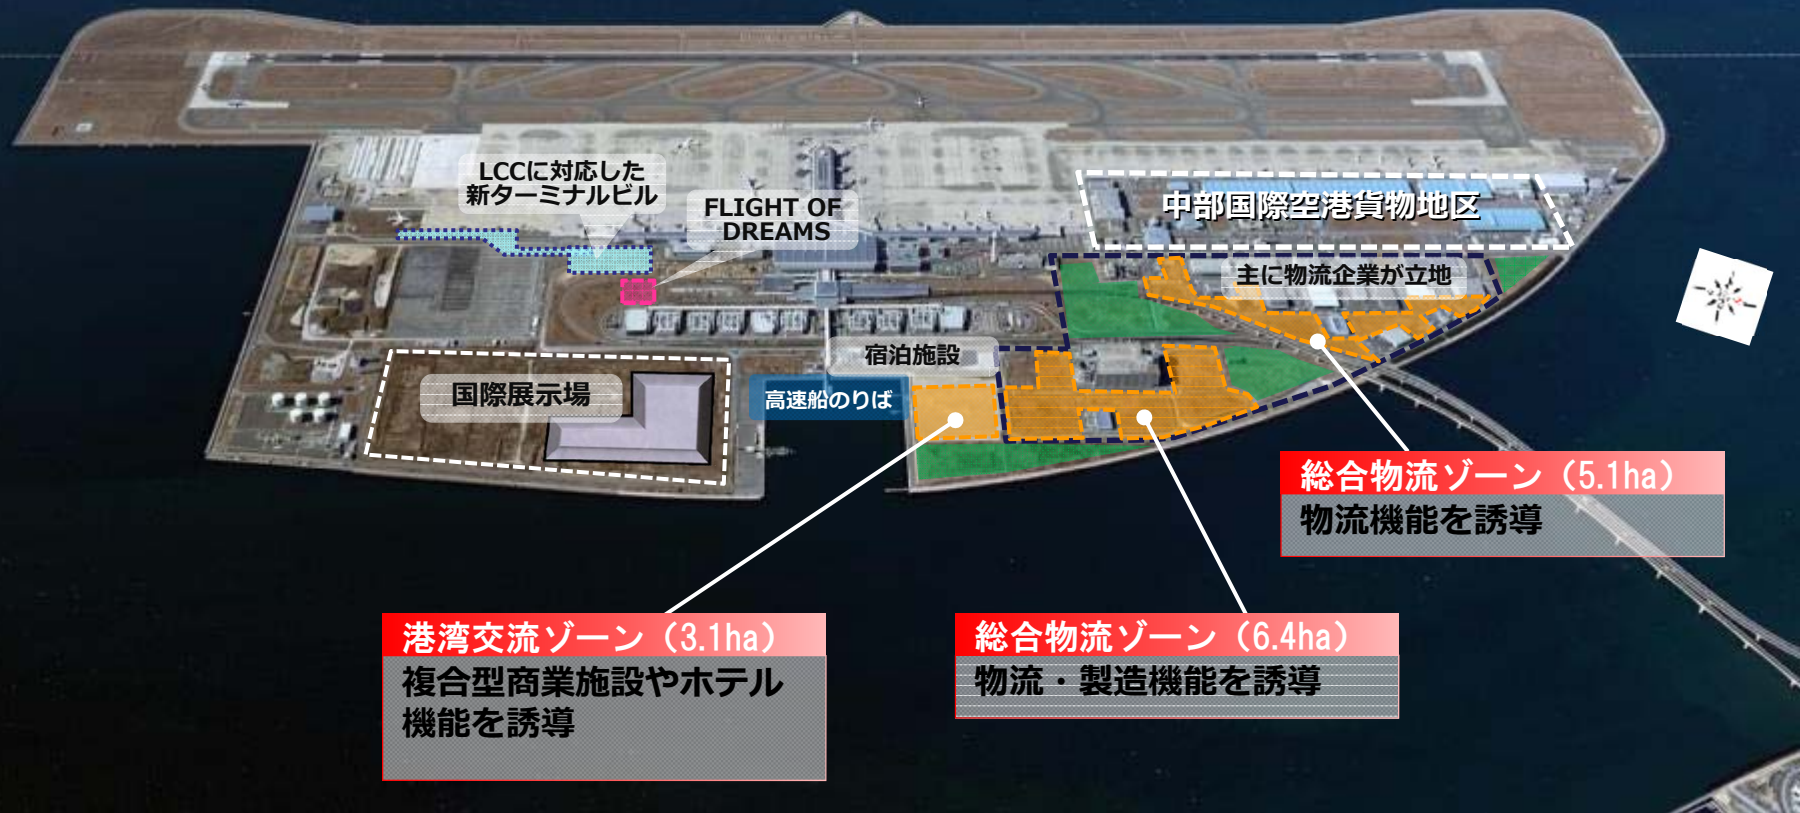 LCCに対応した
新ターミナルビル
FLIGHT OF
DREAMS
中部国際空港貨物地区
主に物流企業が立地
宿泊施設
国際展示場
高速船のりば
総合物流ゾーン（5.1ha）
物流機能を誘導
港湾交流ゾーン（3.1ha）
複合型商業施設やホテル
機能を誘導
総合物流ゾーン（6.4ha）
物流・製造機能を誘導